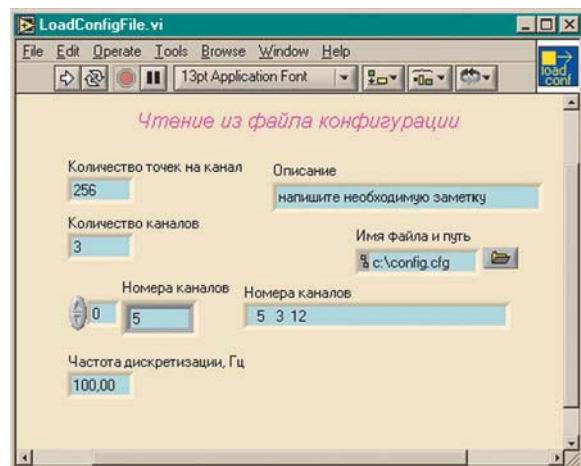 LoadConfigFile.vi
File Edit Operate Tools Browse Window Help
13pt Application Font
load conf
Чтение из файла конфигурации
Количество точек на канал
256
Описание
напишите необходимую заметку
Количество каналов
3
Имя файла и путь
c:\config.cfg
Номера каналов
0
5
Номера каналов
5 3 12
Частота дискретизации, Гц
100,00